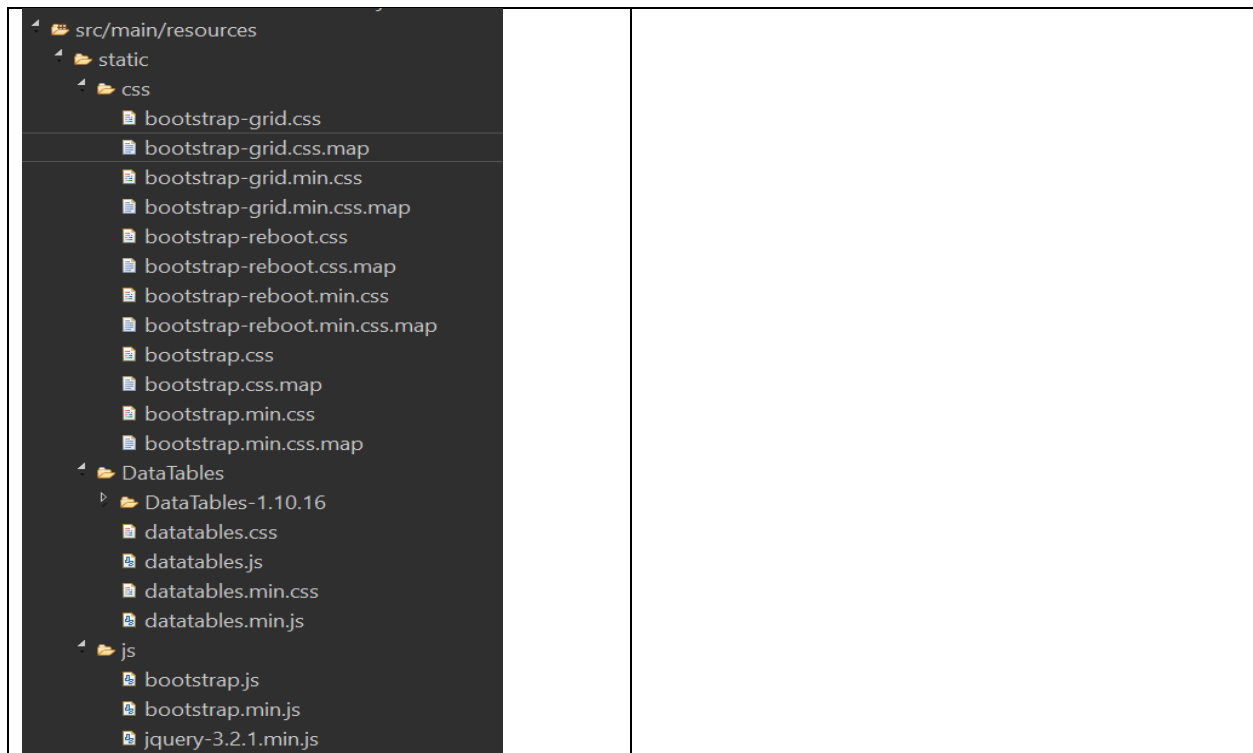 src/main/resources
static
css
bootstrap-grid.css
bootstrap-grid.css.map
bootstrap-grid.min.css
bootstrap-grid.min.css.map
bootstrap-reboot.css
bootstrap-reboot.css.map
bootstrap-reboot.min.css
bootstrap-reboot.min.css.map
bootstrap.css
bootstrap.css.map
bootstrap.min.css
bootstrap.min.css.map
DataTables
DataTables-1.10.16
datatables.css
datatables.js
datatables.min.css
datatables.min.js
js
bootstrap.js
bootstrap.min.js
jquery-3.2.1.min.js